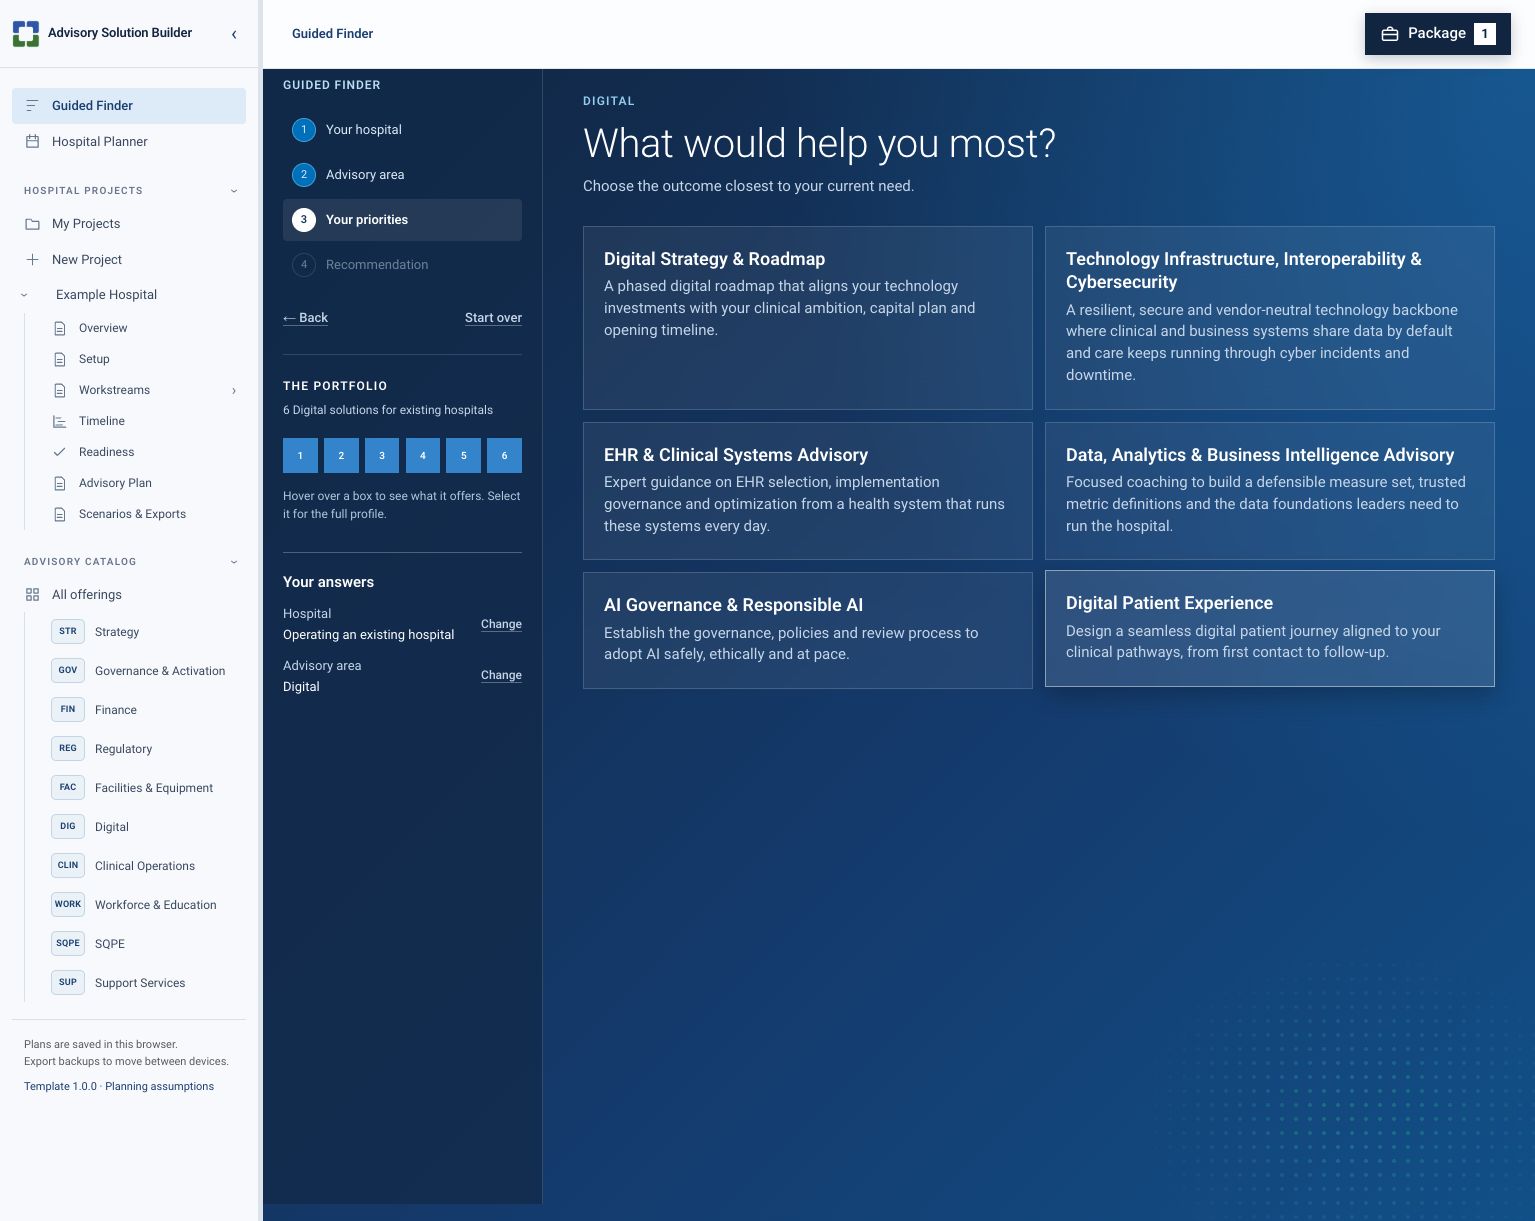 Advisory Solution Builder
Guided Finder
Package 1
Guided Finder
Hospital Planner
HOSPITAL PROJECTS
My Projects
New Project
Example Hospital
Overview
Setup
Workstreams
Timeline
Readiness
Advisory Plan
Scenarios & Exports
ADVISORY CATALOG
All offerings
STR Strategy
GOV Governance & Activation
FIN Finance
REG Regulatory
FAC Facilities & Equipment
DIG Digital
CLIN Clinical Operations
WORK Workforce & Education
SQPE SQPE
SUP Support Services
Plans are saved in this browser.
Export backups to move between devices.
Template 1.0.0 · Planning assumptions
GUIDED FINDER
1 Your hospital
2 Advisory area
3 Your priorities
4 Recommendation
← Back Start over
THE PORTFOLIO
6 Digital solutions for existing hospitals
1 2 3 4 5 6
Hover over a box to see what it offers. Select
it for the full profile.
Your answers
Hospital
Operating an existing hospital
Change
Advisory area
Digital
Change
DIGITAL
What would help you most?
Choose the outcome closest to your current need.
Digital Strategy & Roadmap
A phased digital roadmap that aligns your technology
investments with your clinical ambition, capital plan and
opening timeline.
Technology Infrastructure, Interoperability &
Cybersecurity
A resilient, secure and vendor-neutral technology backbone
where clinical and business systems share data by default
and care keeps running through cyber incidents and
downtime.
EHR & Clinical Systems Advisory
Expert guidance on EHR selection, implementation
governance and optimization from a health system that runs
these systems every day.
Data, Analytics & Business Intelligence Advisory
Focused coaching to build a defensible measure set, trusted
metric definitions and the data foundations leaders need to
run the hospital.
AI Governance & Responsible AI
Establish the governance, policies and review process to
adopt AI safely, ethically and at pace.
Digital Patient Experience
Design a seamless digital patient journey aligned to your
clinical pathways, from first contact to follow-up.